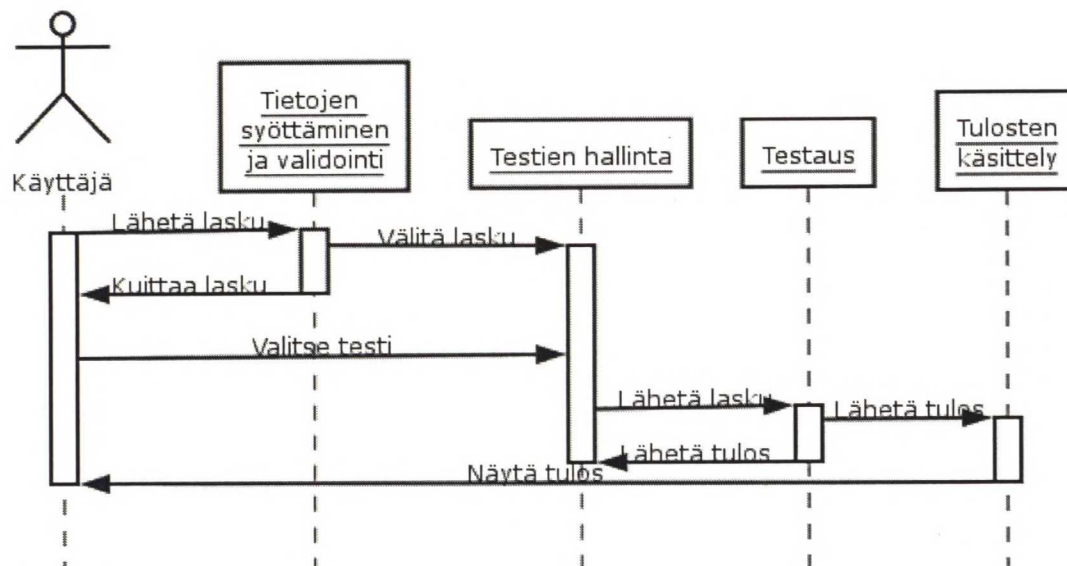 Käyttäjä
Tietojen
syöttäminen
ja validointi
Testien hallinta
Testaus
Tulosten
käsittely
Lähetä lasku
Välitä lasku
Kuittaa lasku
Valitse testi
Lähetä lasku
Lähetä tulos
Lähetä tulos
Näytä tulos